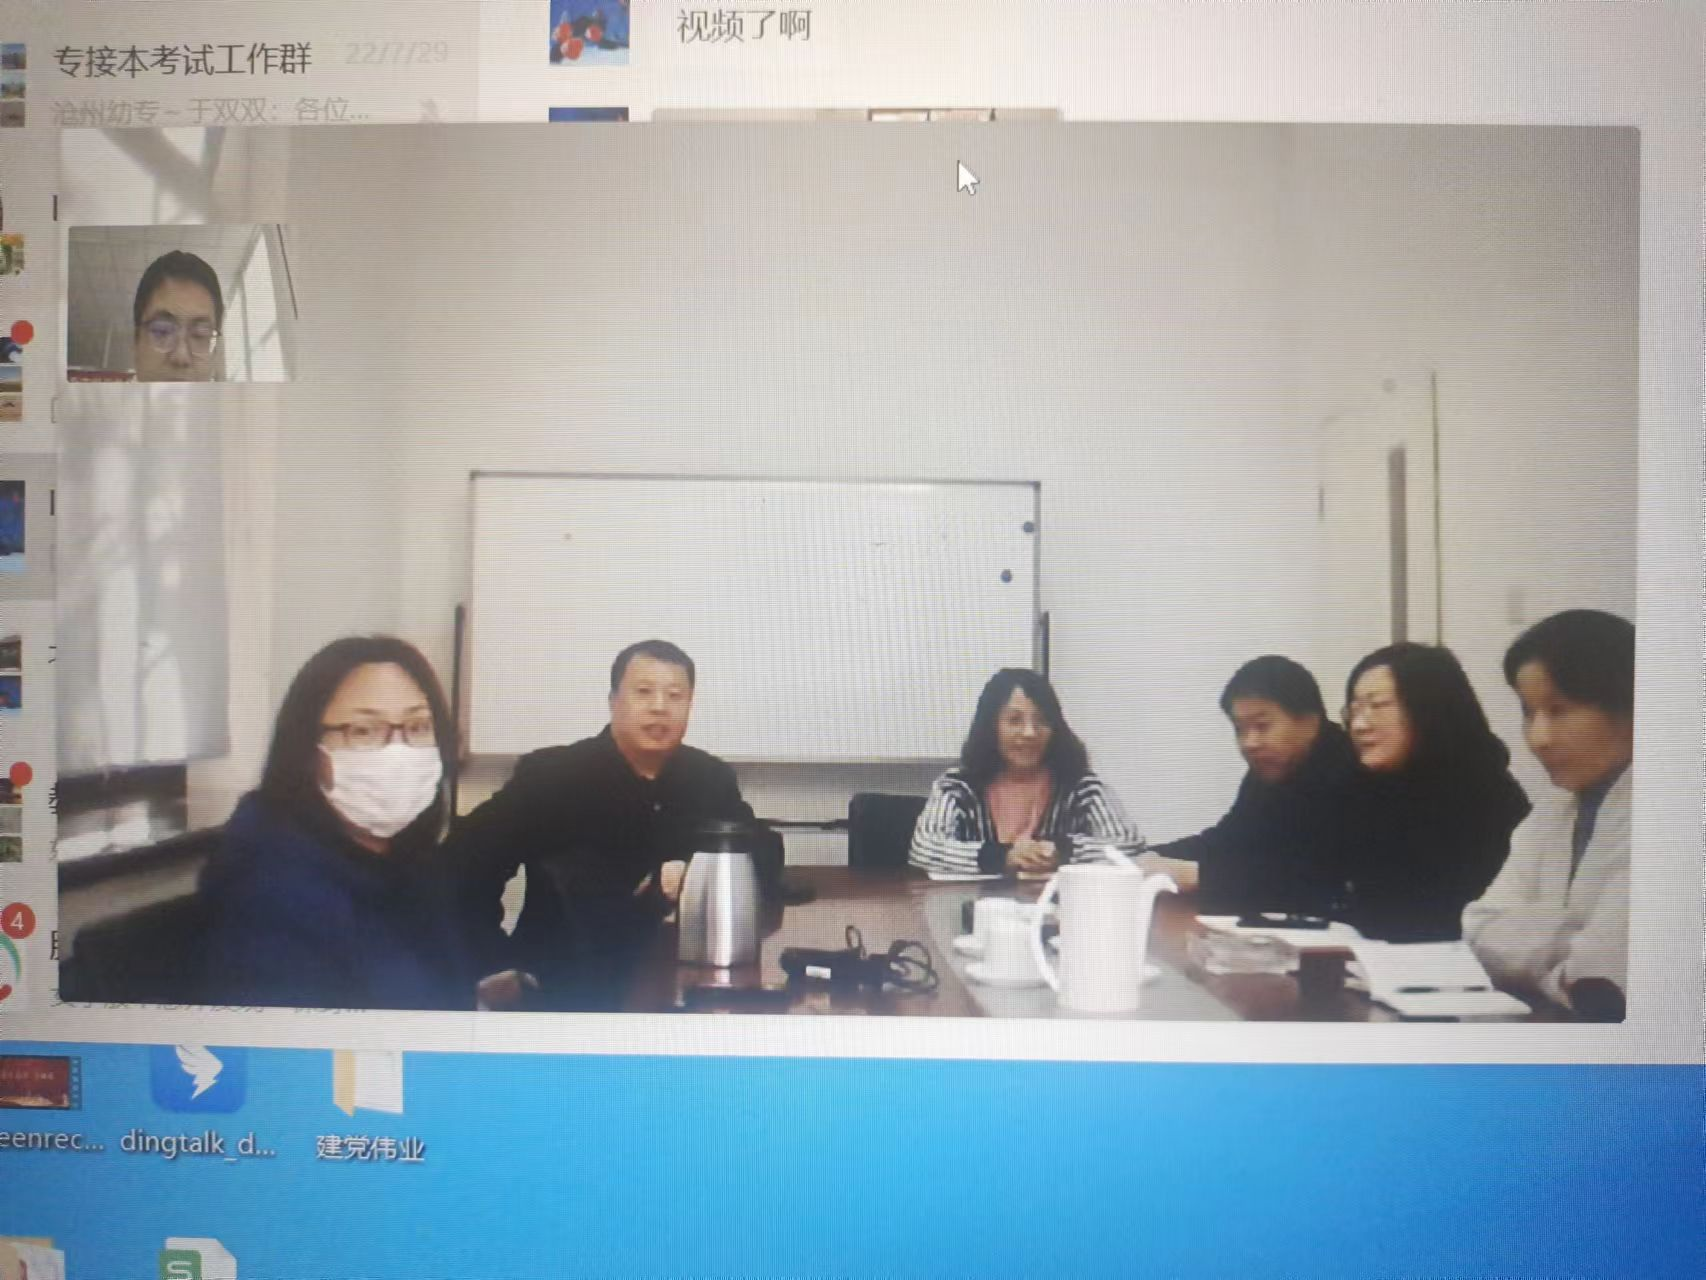 专接本考试工作群 22/7/29
沧州幼专~于双双：各位...
视频了啊
4
eenrec...
dingtalk_d...
建党伟业
S